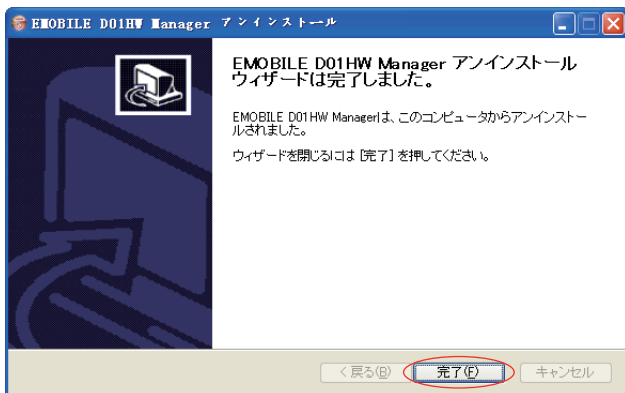 EMOBILE D01HW Manager アンインストール
EMOBILE D01HW Manager アンインストール
ウィザードは完了しました。
EMOBILE D01HW Managerは、このコンピュータからアンインストー
ルされました。
ウィザードを閉じるには [完了] を押してください。
< 戻る(B)
完了(F)
キャンセル